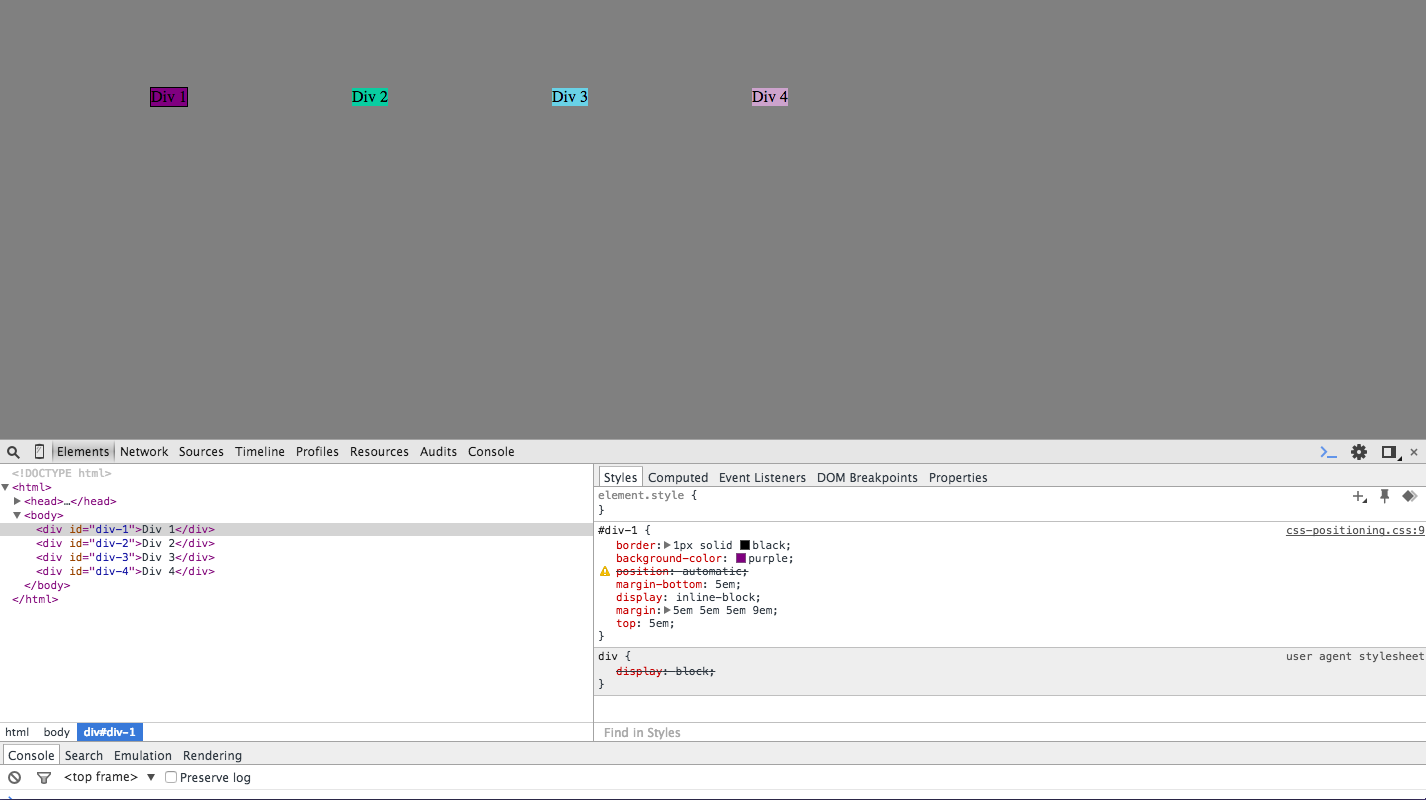 Div 1 Div 2 Div 3 Div 4
Elements Network Sources Timeline Profiles Resources Audits Console
<!DOCTYPE html>
<html>
<head>…</head>
<body>
<div id="div-1">Div 1</div>
<div id="div-2">Div 2</div>
<div id="div-3">Div 3</div>
<div id="div-4">Div 4</div>
</body>
</html>
html body div#div-1
Styles Computed Event Listeners DOM Breakpoints Properties
element.style {
}
#div-1 { css-positioning.css:9
border: 1px solid black;
background-color: purple;
position: automatic;
margin-bottom: 5em;
display: inline-block;
margin: 5em 5em 5em 9em;
top: 5em;
}
div { user agent stylesheet
display: block;
}
Find in Styles
Console Search Emulation Rendering
<top frame> Preserve log